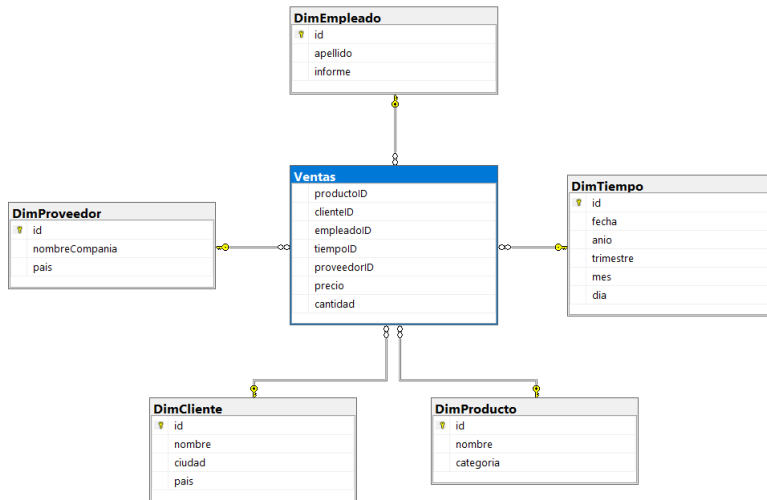 DimEmpleado
id
apellido
informe
Ventas
productoID
clienteID
empleadoID
tiempoID
proveedorID
precio
cantidad
DimProveedor
id
nombreCompania
pais
DimTiempo
id
fecha
anio
trimestre
mes
dia
DimCliente
id
nombre
ciudad
pais
DimProducto
id
nombre
categoria